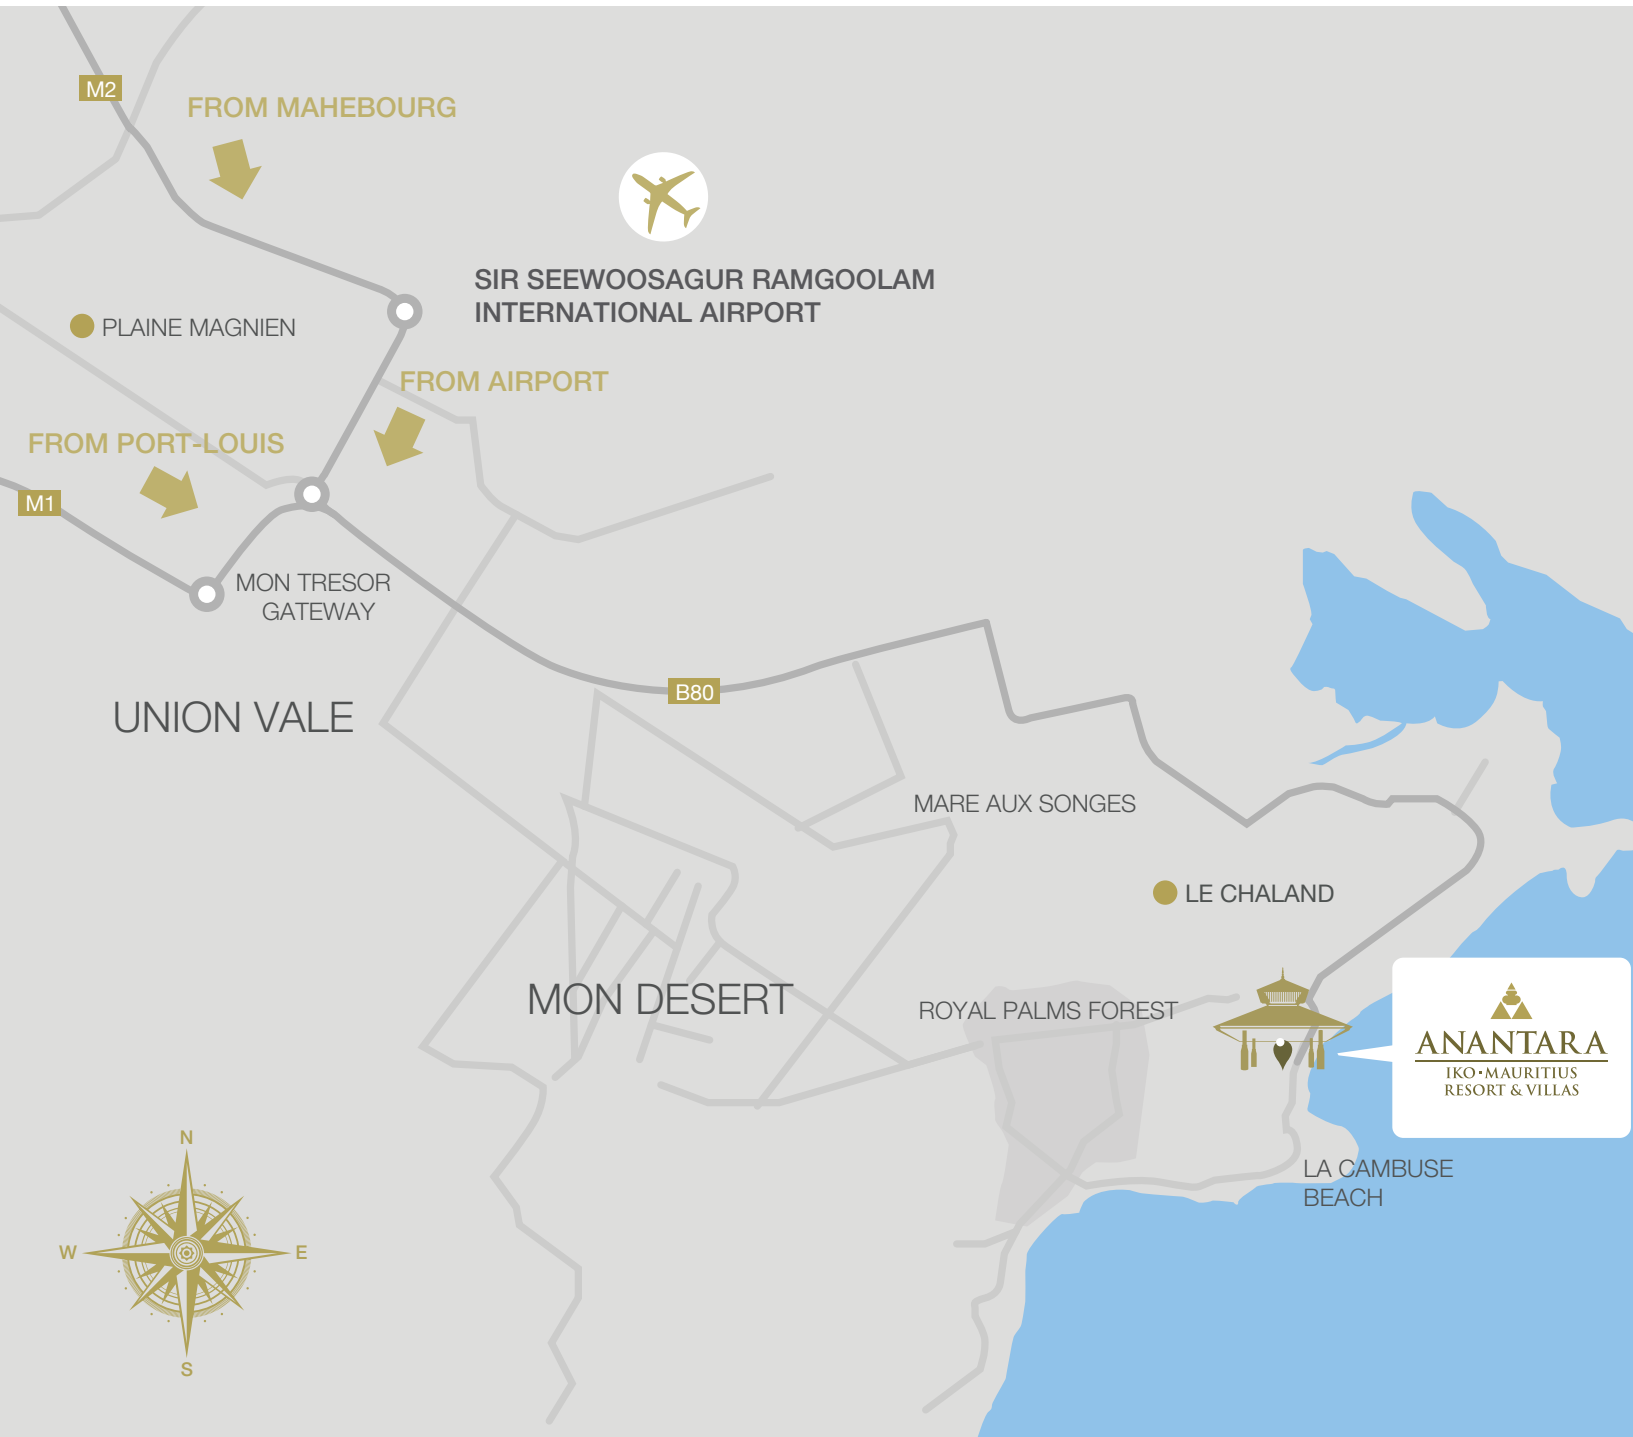 M2
FROM MAHEBOURG
SIR SEEWOOSAGUR RAMGOOLAM
INTERNATIONAL AIRPORT
PLAINE MAGNIEN
FROM AIRPORT
FROM PORT-LOUIS
M1
MON TRESOR
GATEWAY
B80
UNION VALE
MARE AUX SONGES
LE CHALAND
MON DESERT
ROYAL PALMS FOREST
ANANTARA
IKO·MAURITIUS
RESORT & VILLAS
LA CAMBUSE
BEACH
N
W
E
S